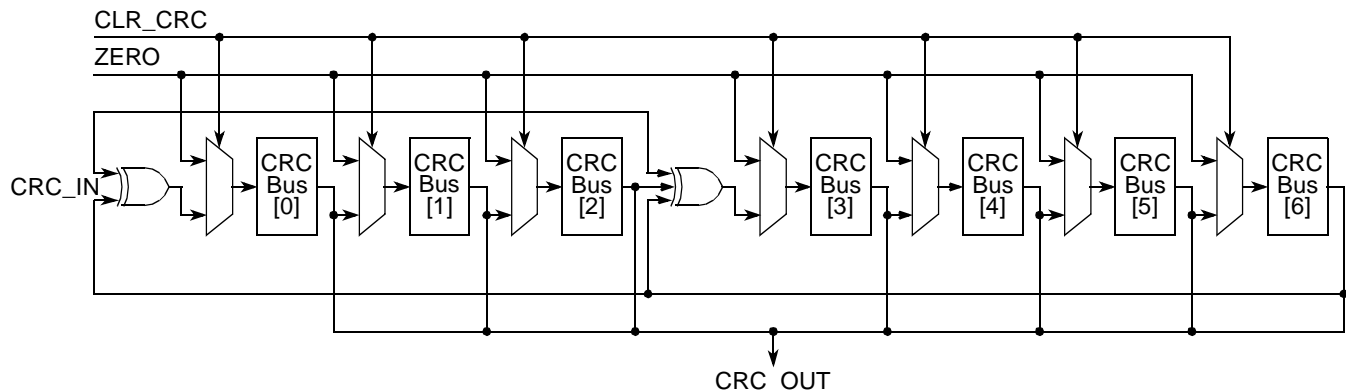 CLR_CRC
ZERO
CRC_IN
CRC
Bus
[0]
CRC
Bus
[1]
CRC
Bus
[2]
CRC
Bus
[3]
CRC
Bus
[4]
CRC
Bus
[5]
CRC
Bus
[6]
CRC_OUT